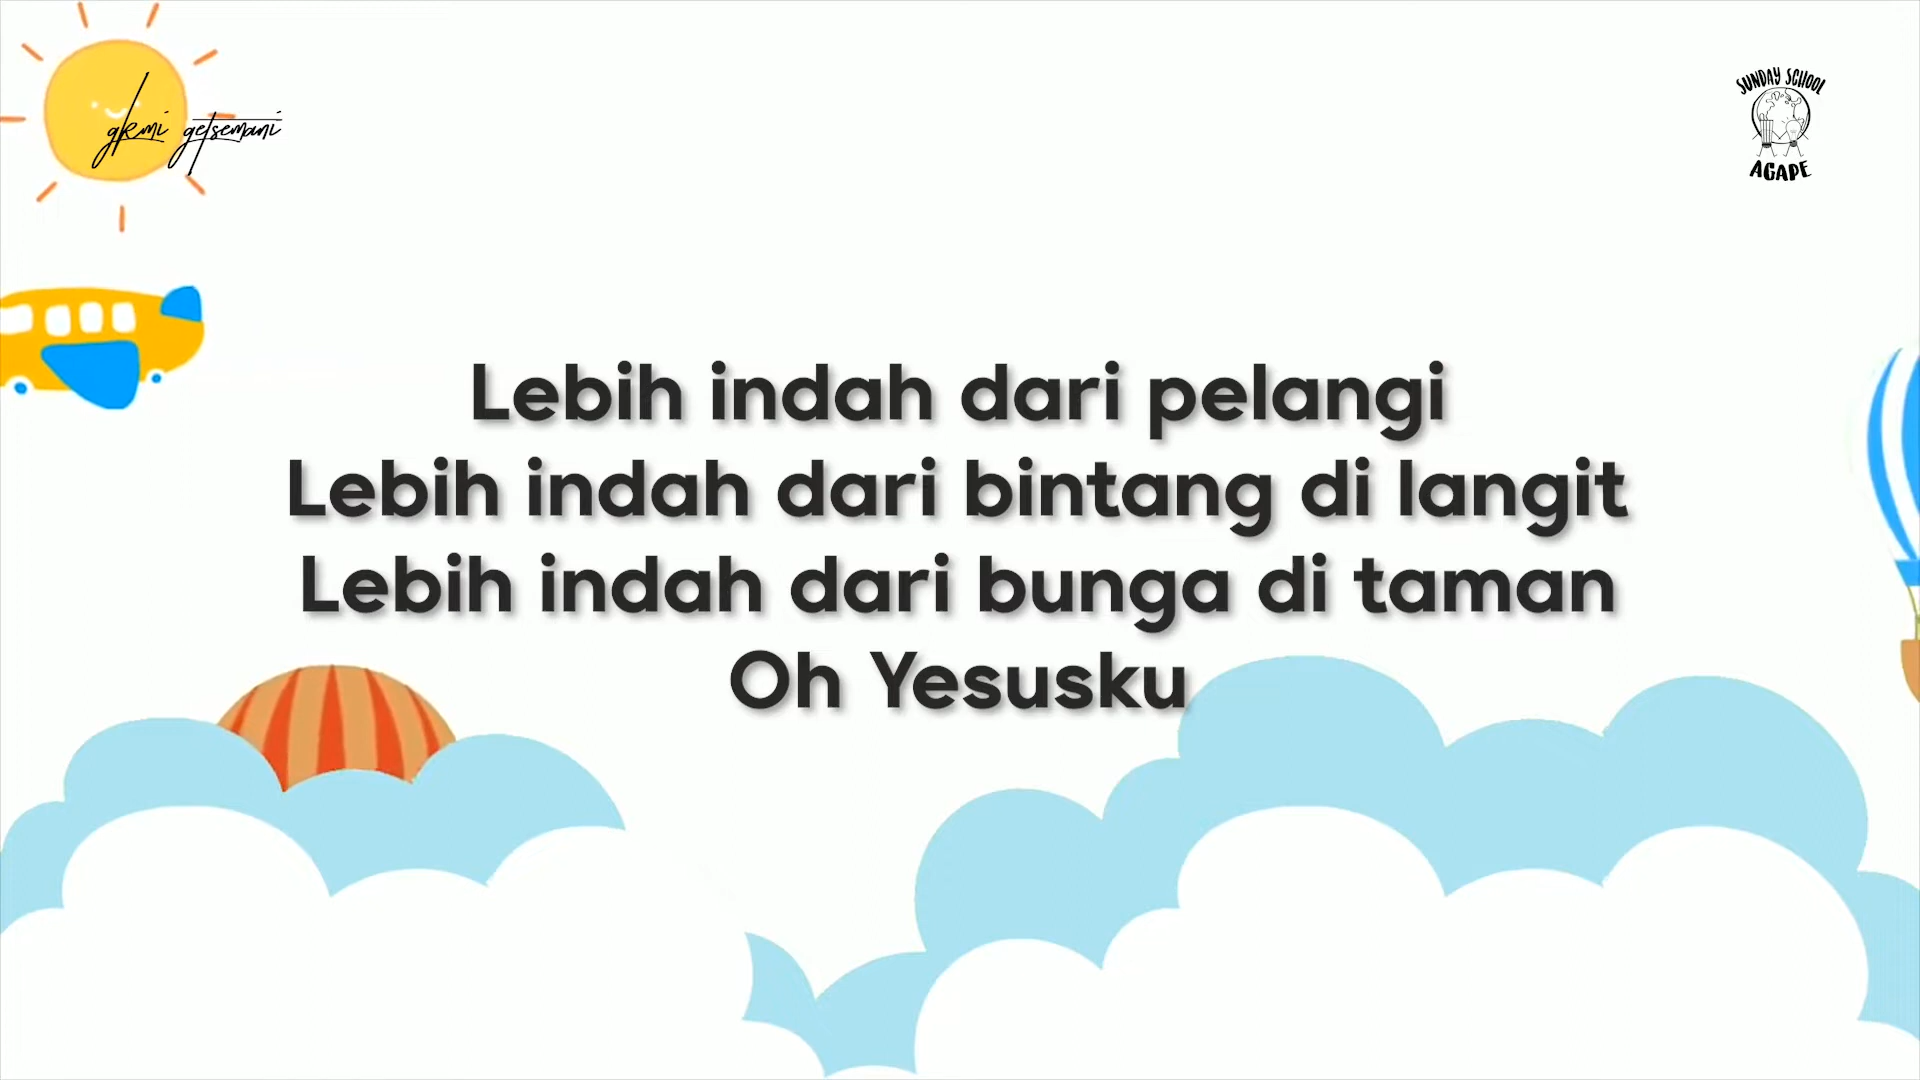 gkmi getsemani
SUNDAY SCHOOL
AGAPE
Lebih indah dari pelangi
Lebih indah dari bintang di langit
Lebih indah dari bunga di taman
Oh Yesusku